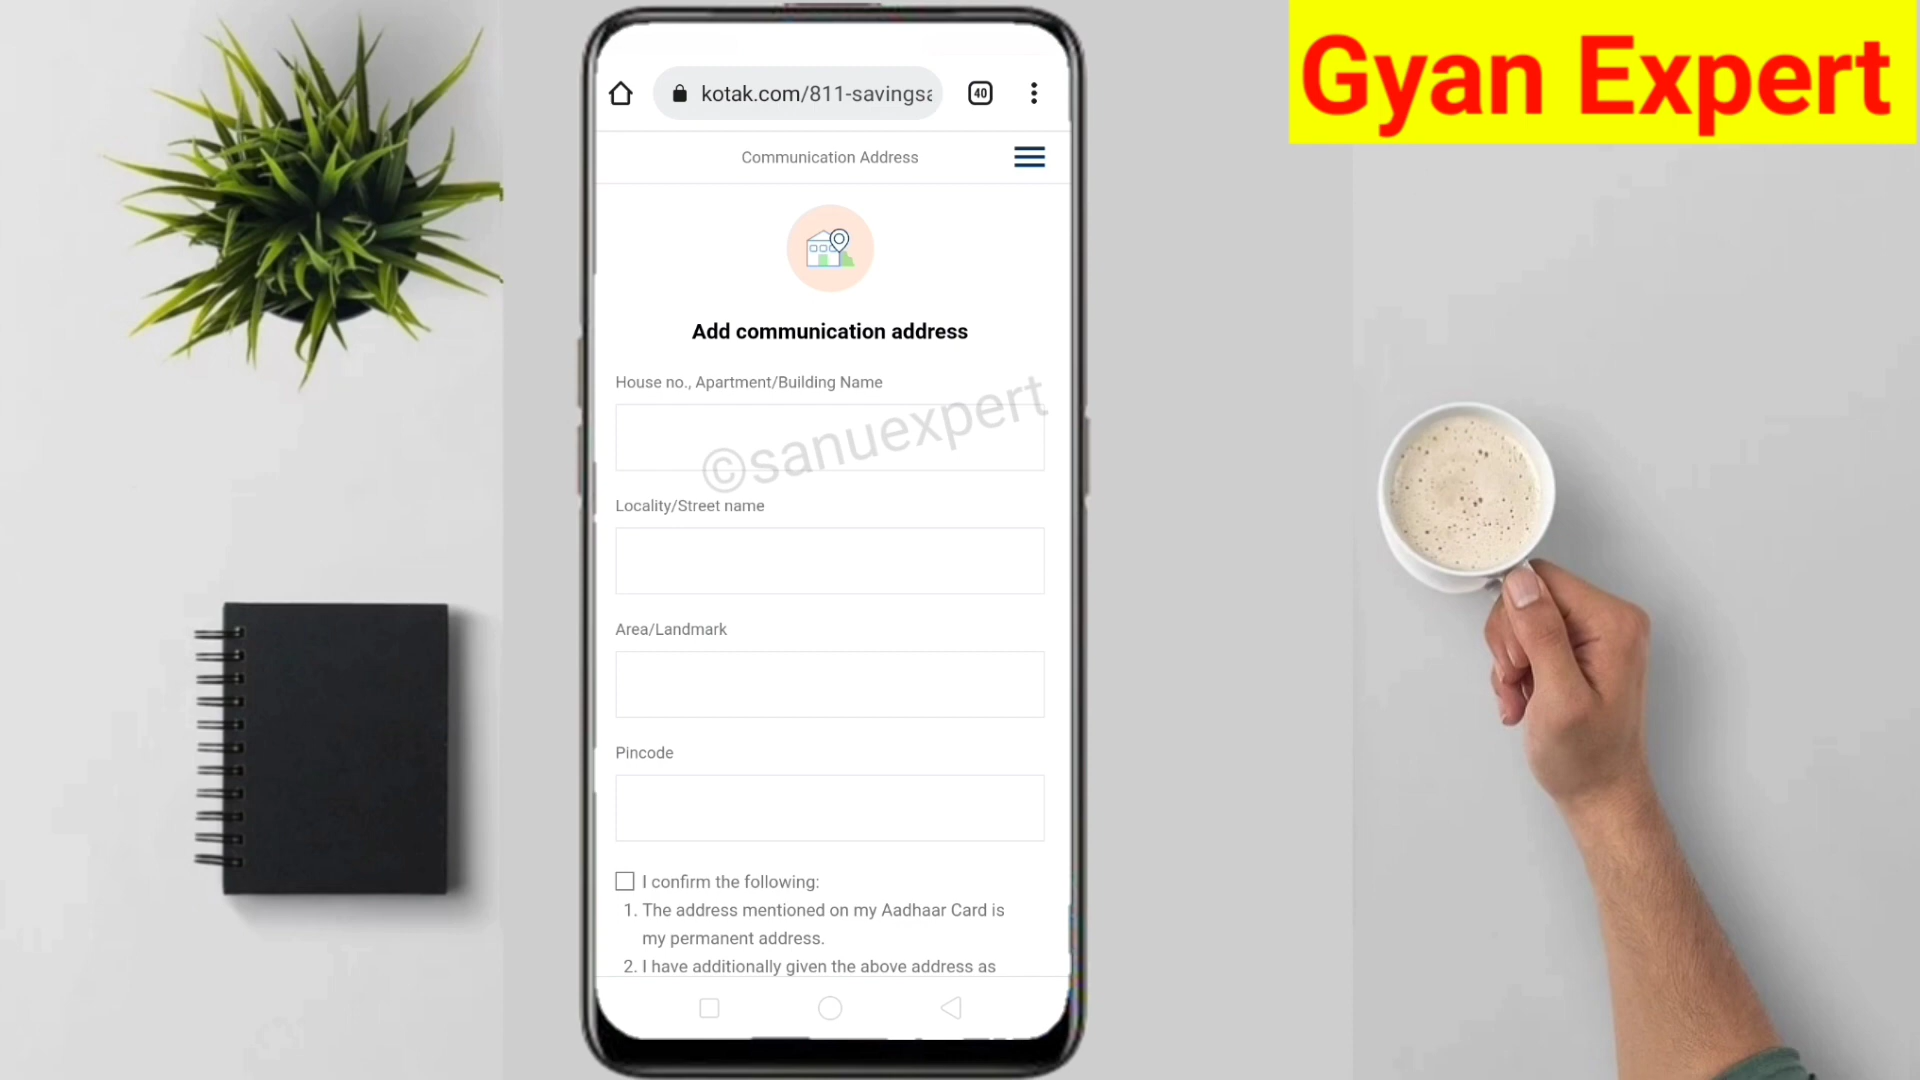 Gyan Expert
kotak.com/811-savingsa
40
Communication Address
Add communication address
House no., Apartment/Building Name
©sanuexpert
Locality/Street name
Area/Landmark
Pincode
I confirm the following:
1. The address mentioned on my Aadhaar Card is
my permanent address.
2. I have additionally given the above address as